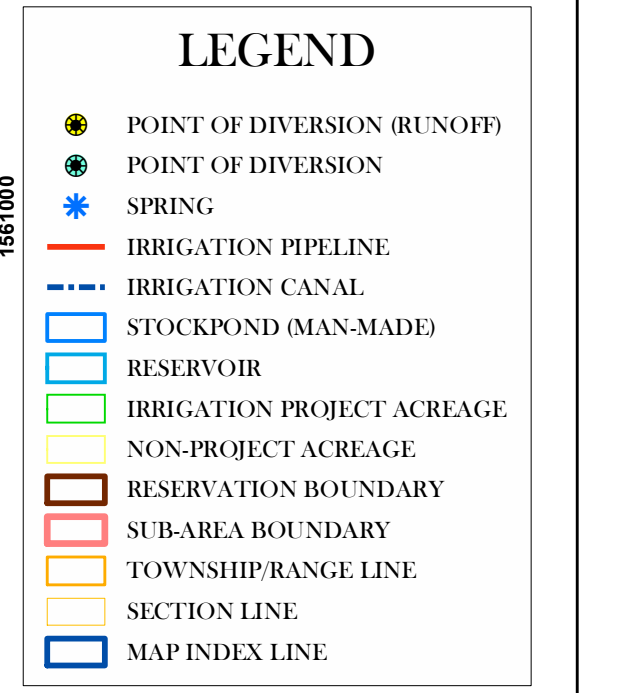 LEGEND
POINT OF DIVERSION (RUNOFF)
POINT OF DIVERSION
SPRING
IRRIGATION PIPELINE
IRRIGATION CANAL
STOCKPOND (MAN-MADE)
RESERVOIR
IRRIGATION PROJECT ACREAGE
NON-PROJECT ACREAGE
RESERVATION BOUNDARY
SUB-AREA BOUNDARY
TOWNSHIP/RANGE LINE
SECTION LINE
MAP INDEX LINE
1561000